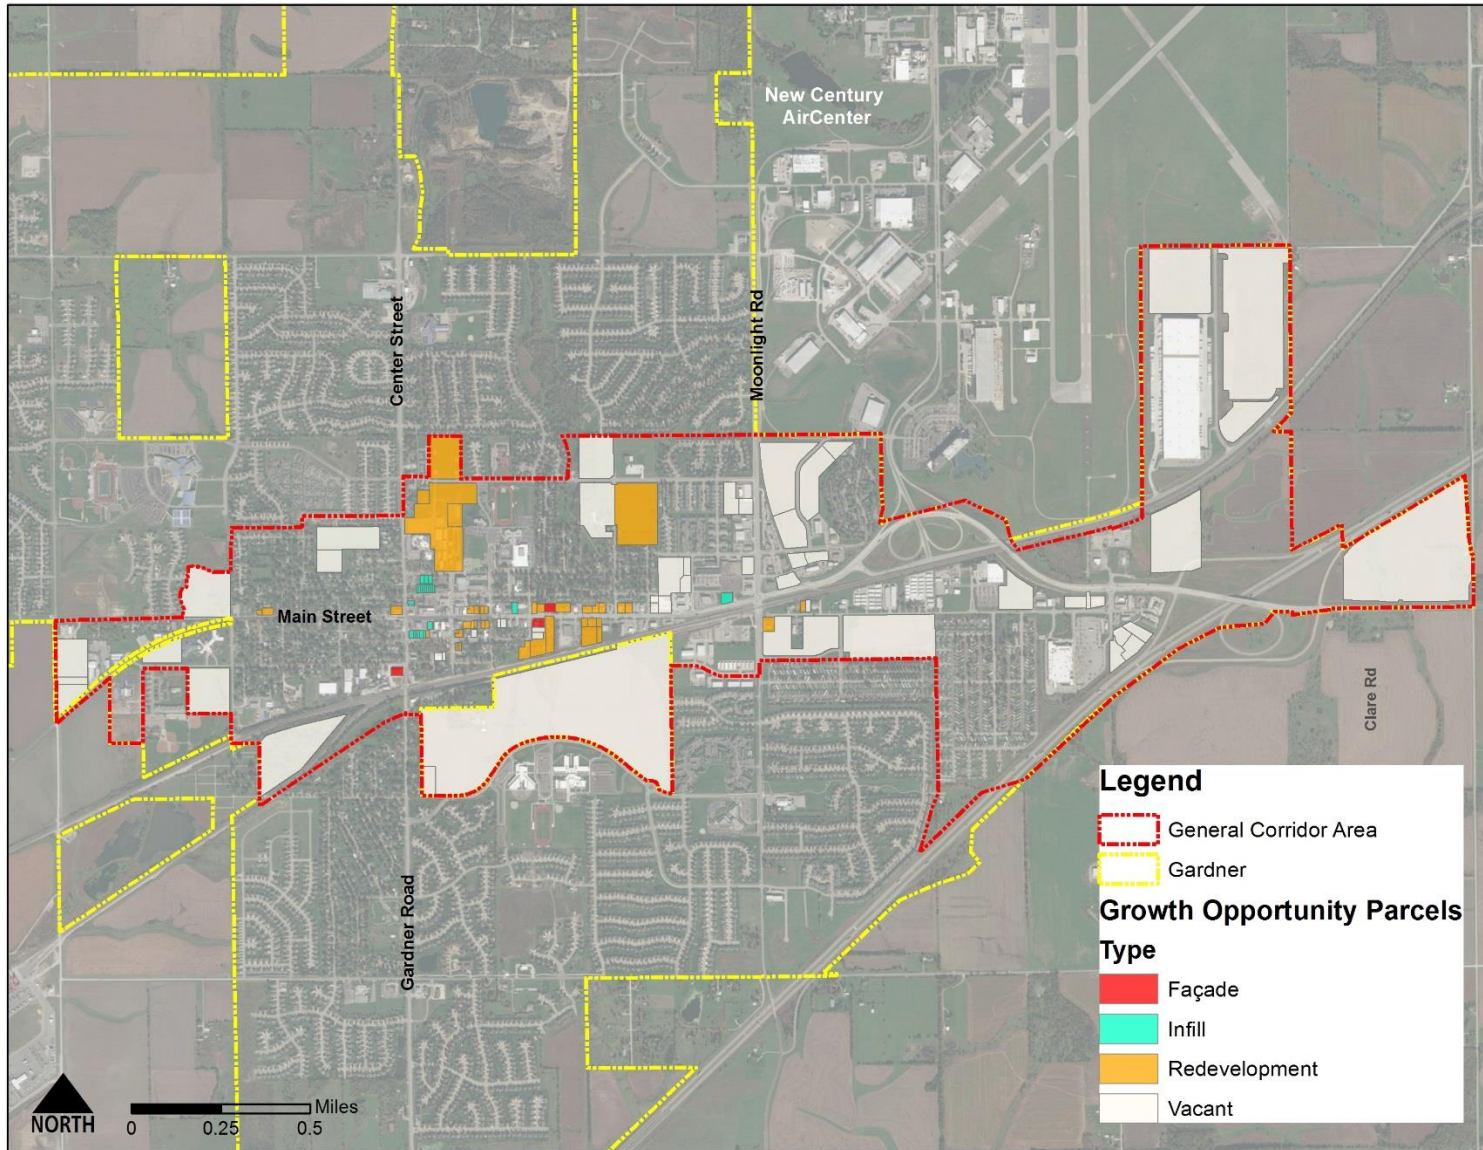 New Century
AirCenter
Center Street
Moonlight Rd
Main Street
Gardner Road
Clare Rd
Legend
General Corridor Area
Gardner
Growth Opportunity Parcels
Type
Façade
Infill
Redevelopment
Vacant
NORTH
Miles
0 0.25 0.5